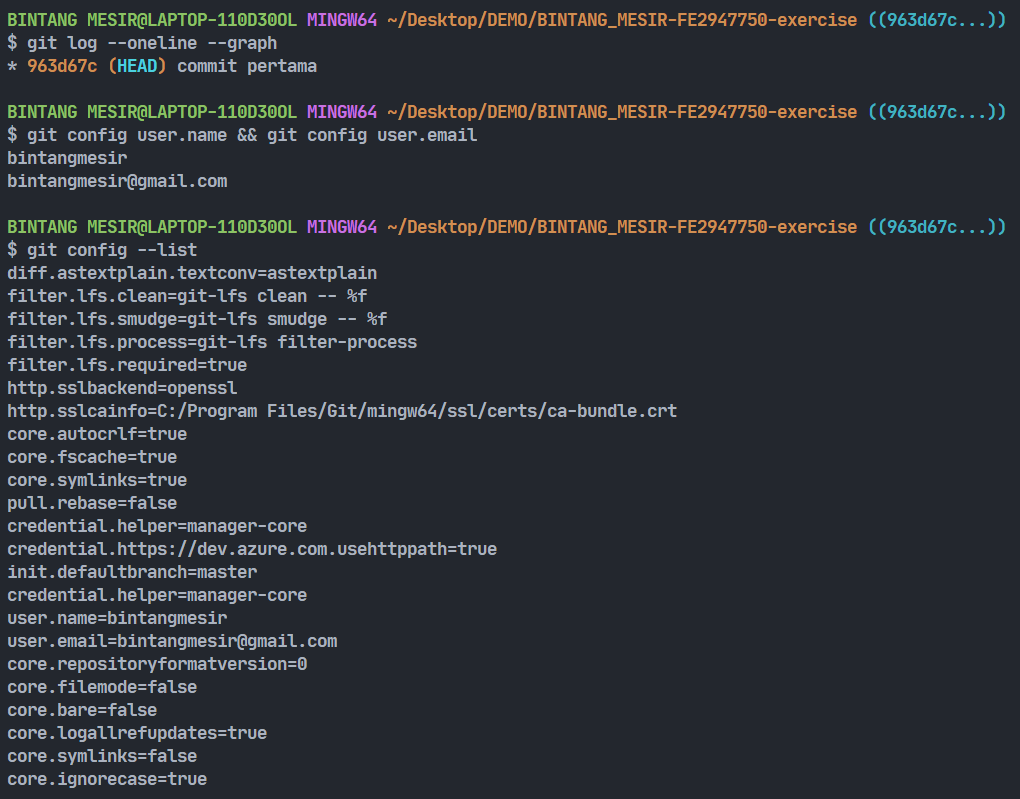 BINTANG MESIR@LAPTOP-110D30OL MINGW64 ~/Desktop/DEMO/BINTANG_MESIR-FE2947750-exercise ((963d67c...))
$ git log --oneline --graph
* 963d67c (HEAD) commit pertama
BINTANG MESIR@LAPTOP-110D30OL MINGW64 ~/Desktop/DEMO/BINTANG_MESIR-FE2947750-exercise ((963d67c...))
$ git config user.name && git config user.email
bintangmesir
bintangmesir@gmail.com
BINTANG MESIR@LAPTOP-110D30OL MINGW64 ~/Desktop/DEMO/BINTANG_MESIR-FE2947750-exercise ((963d67c...))
$ git config --list
diff.astextplain.textconv=astextplain
filter.lfs.clean=git-lfs clean -- %f
filter.lfs.smudge=git-lfs smudge -- %f
filter.lfs.process=git-lfs filter-process
filter.lfs.required=true
http.sslbackend=openssl
http.sslcainfo=C:/Program Files/Git/mingw64/ssl/certs/ca-bundle.crt
core.autocrlf=true
core.fscache=true
core.symlinks=true
pull.rebase=false
credential.helper=manager-core
credential.https://dev.azure.com.usehttppath=true
init.defaultbranch=master
credential.helper=manager-core
user.name=bintangmesir
user.email=bintangmesir@gmail.com
core.repositoryformatversion=0
core.filemode=false
core.bare=false
core.logallrefupdates=true
core.symlinks=false
core.ignorecase=true